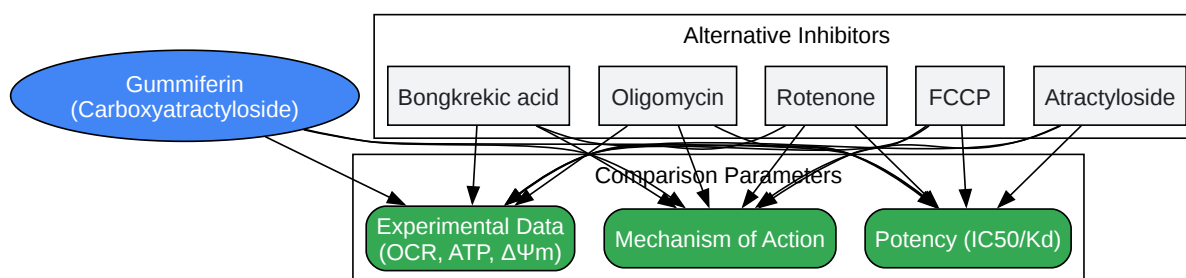 Alternative Inhibitors
Gummiferin
(Carboxyatractyloside)
Bongkrekic acid
Oligomycin
Rotenone
FCCP
Atractyloside
Comparison Parameters
Experimental Data
(OCR, ATP, ΔΨm)
Mechanism of Action
Potency (IC50/Kd)